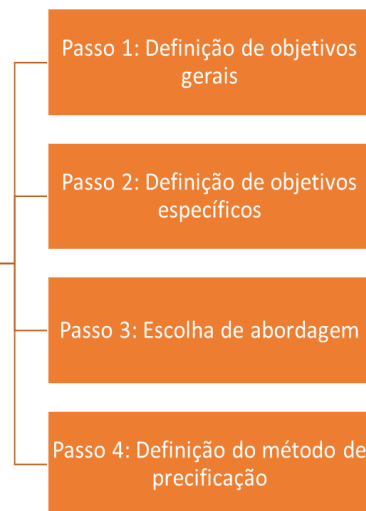 Passo 1: Definição de objetivos
gerais
Passo 2: Definição de objetivos
específicos
Passo 3: Escolha de abordagem
Passo 4: Definição do método de
precificação